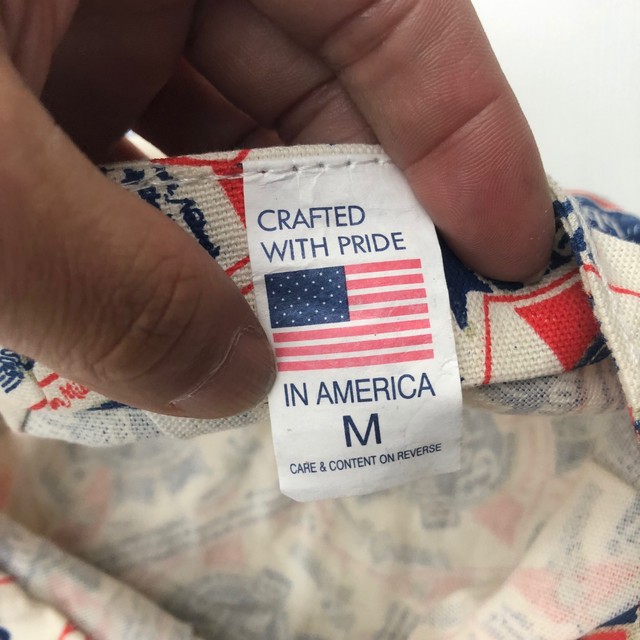 CRAFTED
WITH PRIDE
IN AMERICA
M
CARE & CONTENT ON REVERSE